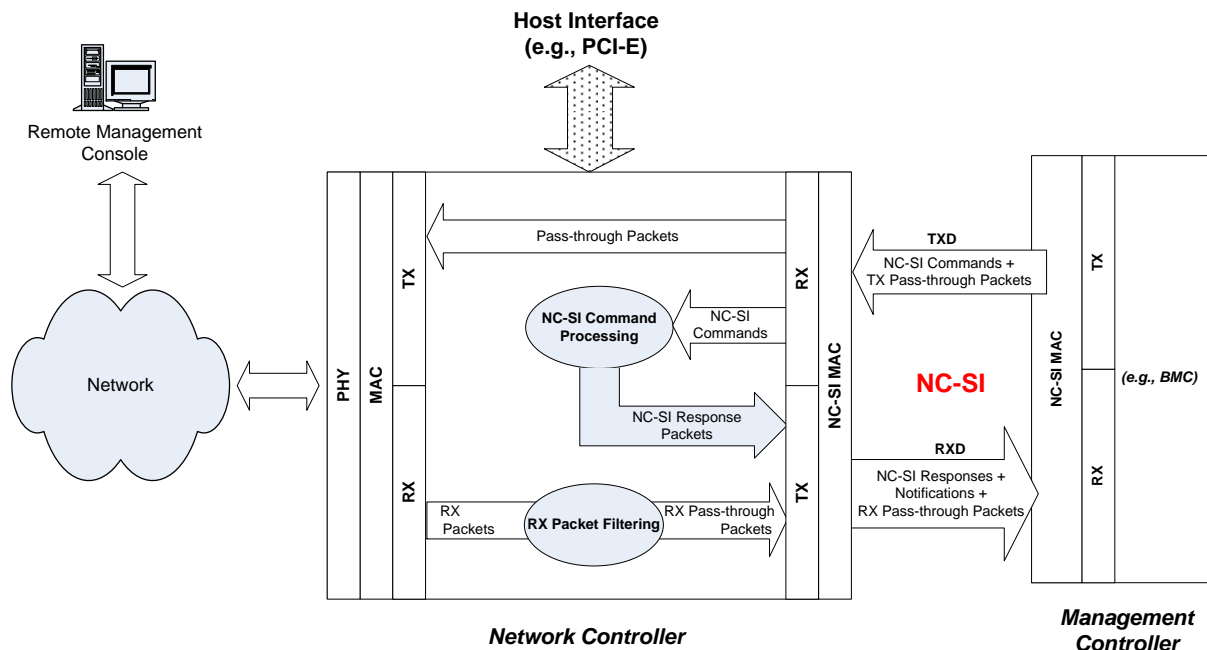 Host Interface
(e.g., PCI-E)
Remote Management
Console
Network
PHY
MAC
TX
RX
Pass-through Packets
NC-SI Command
Processing
NC-SI
Commands
NC-SI Response
Packets
RX
Packets
RX Packet Filtering
RX Pass-through
Packets
RX
TX
NC-SI MAC
Network Controller
TXD
NC-SI Commands +
TX Pass-through Packets
NC-SI
RXD
NC-SI Responses +
Notifications +
RX Pass-through Packets
NC-SI MAC
TX
RX
(e.g., BMC)
Management
Controller